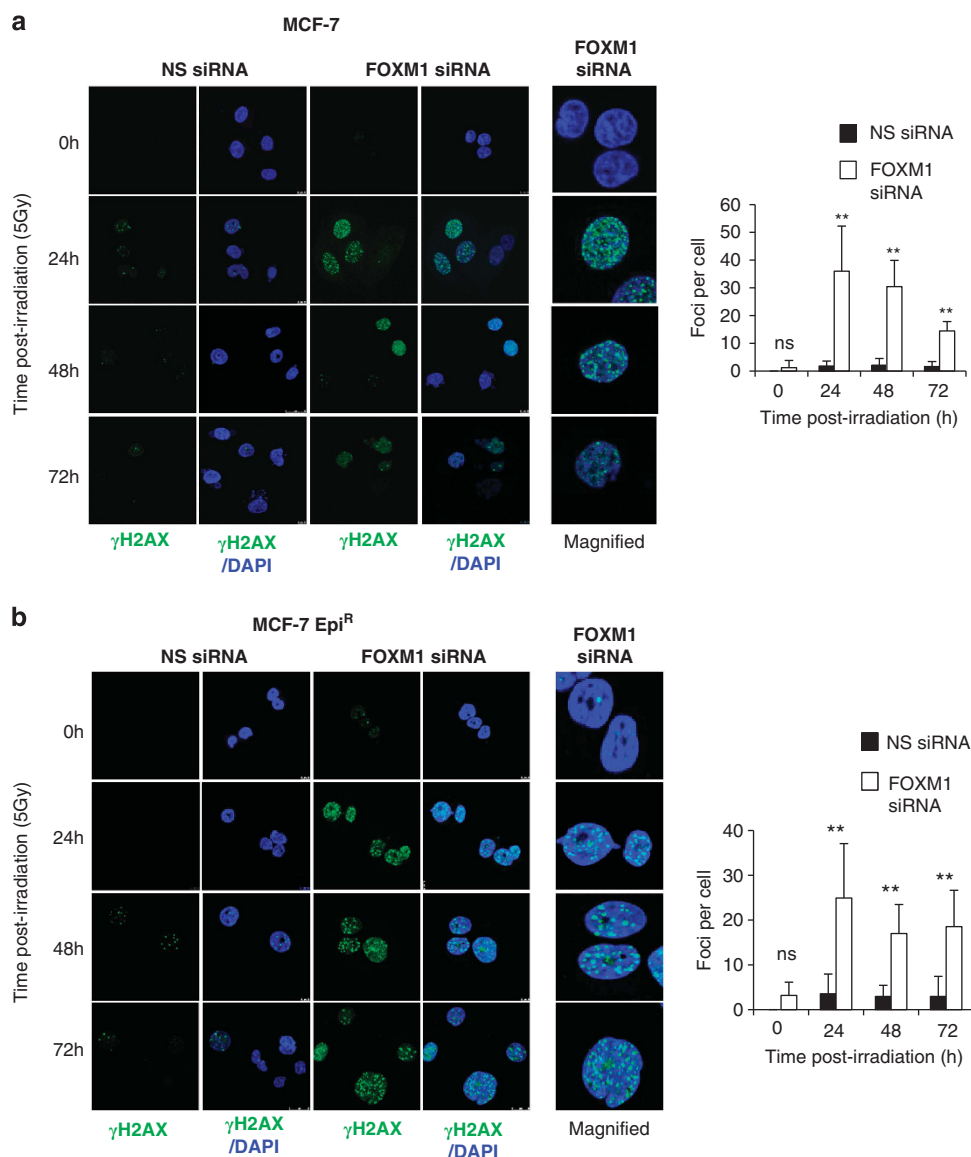 a
MCF-7
NS siRNA
FOXM1 siRNA
FOXM1
siRNA
Time post-irradiation (5Gy)
0h
24h
48h
72h
γH2AX
γH2AX
/DAPI
γH2AX
γH2AX
/DAPI
Magnified
NS siRNA
FOXM1
siRNA
Foci per cell
60
50
40
30
20
10
0
ns
**
**
**
0
24
48
72
Time post-irradiation (h)
b
MCF-7 EpiR
NS siRNA
FOXM1 siRNA
FOXM1
siRNA
Time post-irradiation (5Gy)
0h
24h
48h
72h
γH2AX
γH2AX
/DAPI
γH2AX
γH2AX
/DAPI
Magnified
NS siRNA
FOXM1
siRNA
Foci per cell
40
30
20
10
0
ns
**
**
**
0
24
48
72
Time post-irradiation (h)